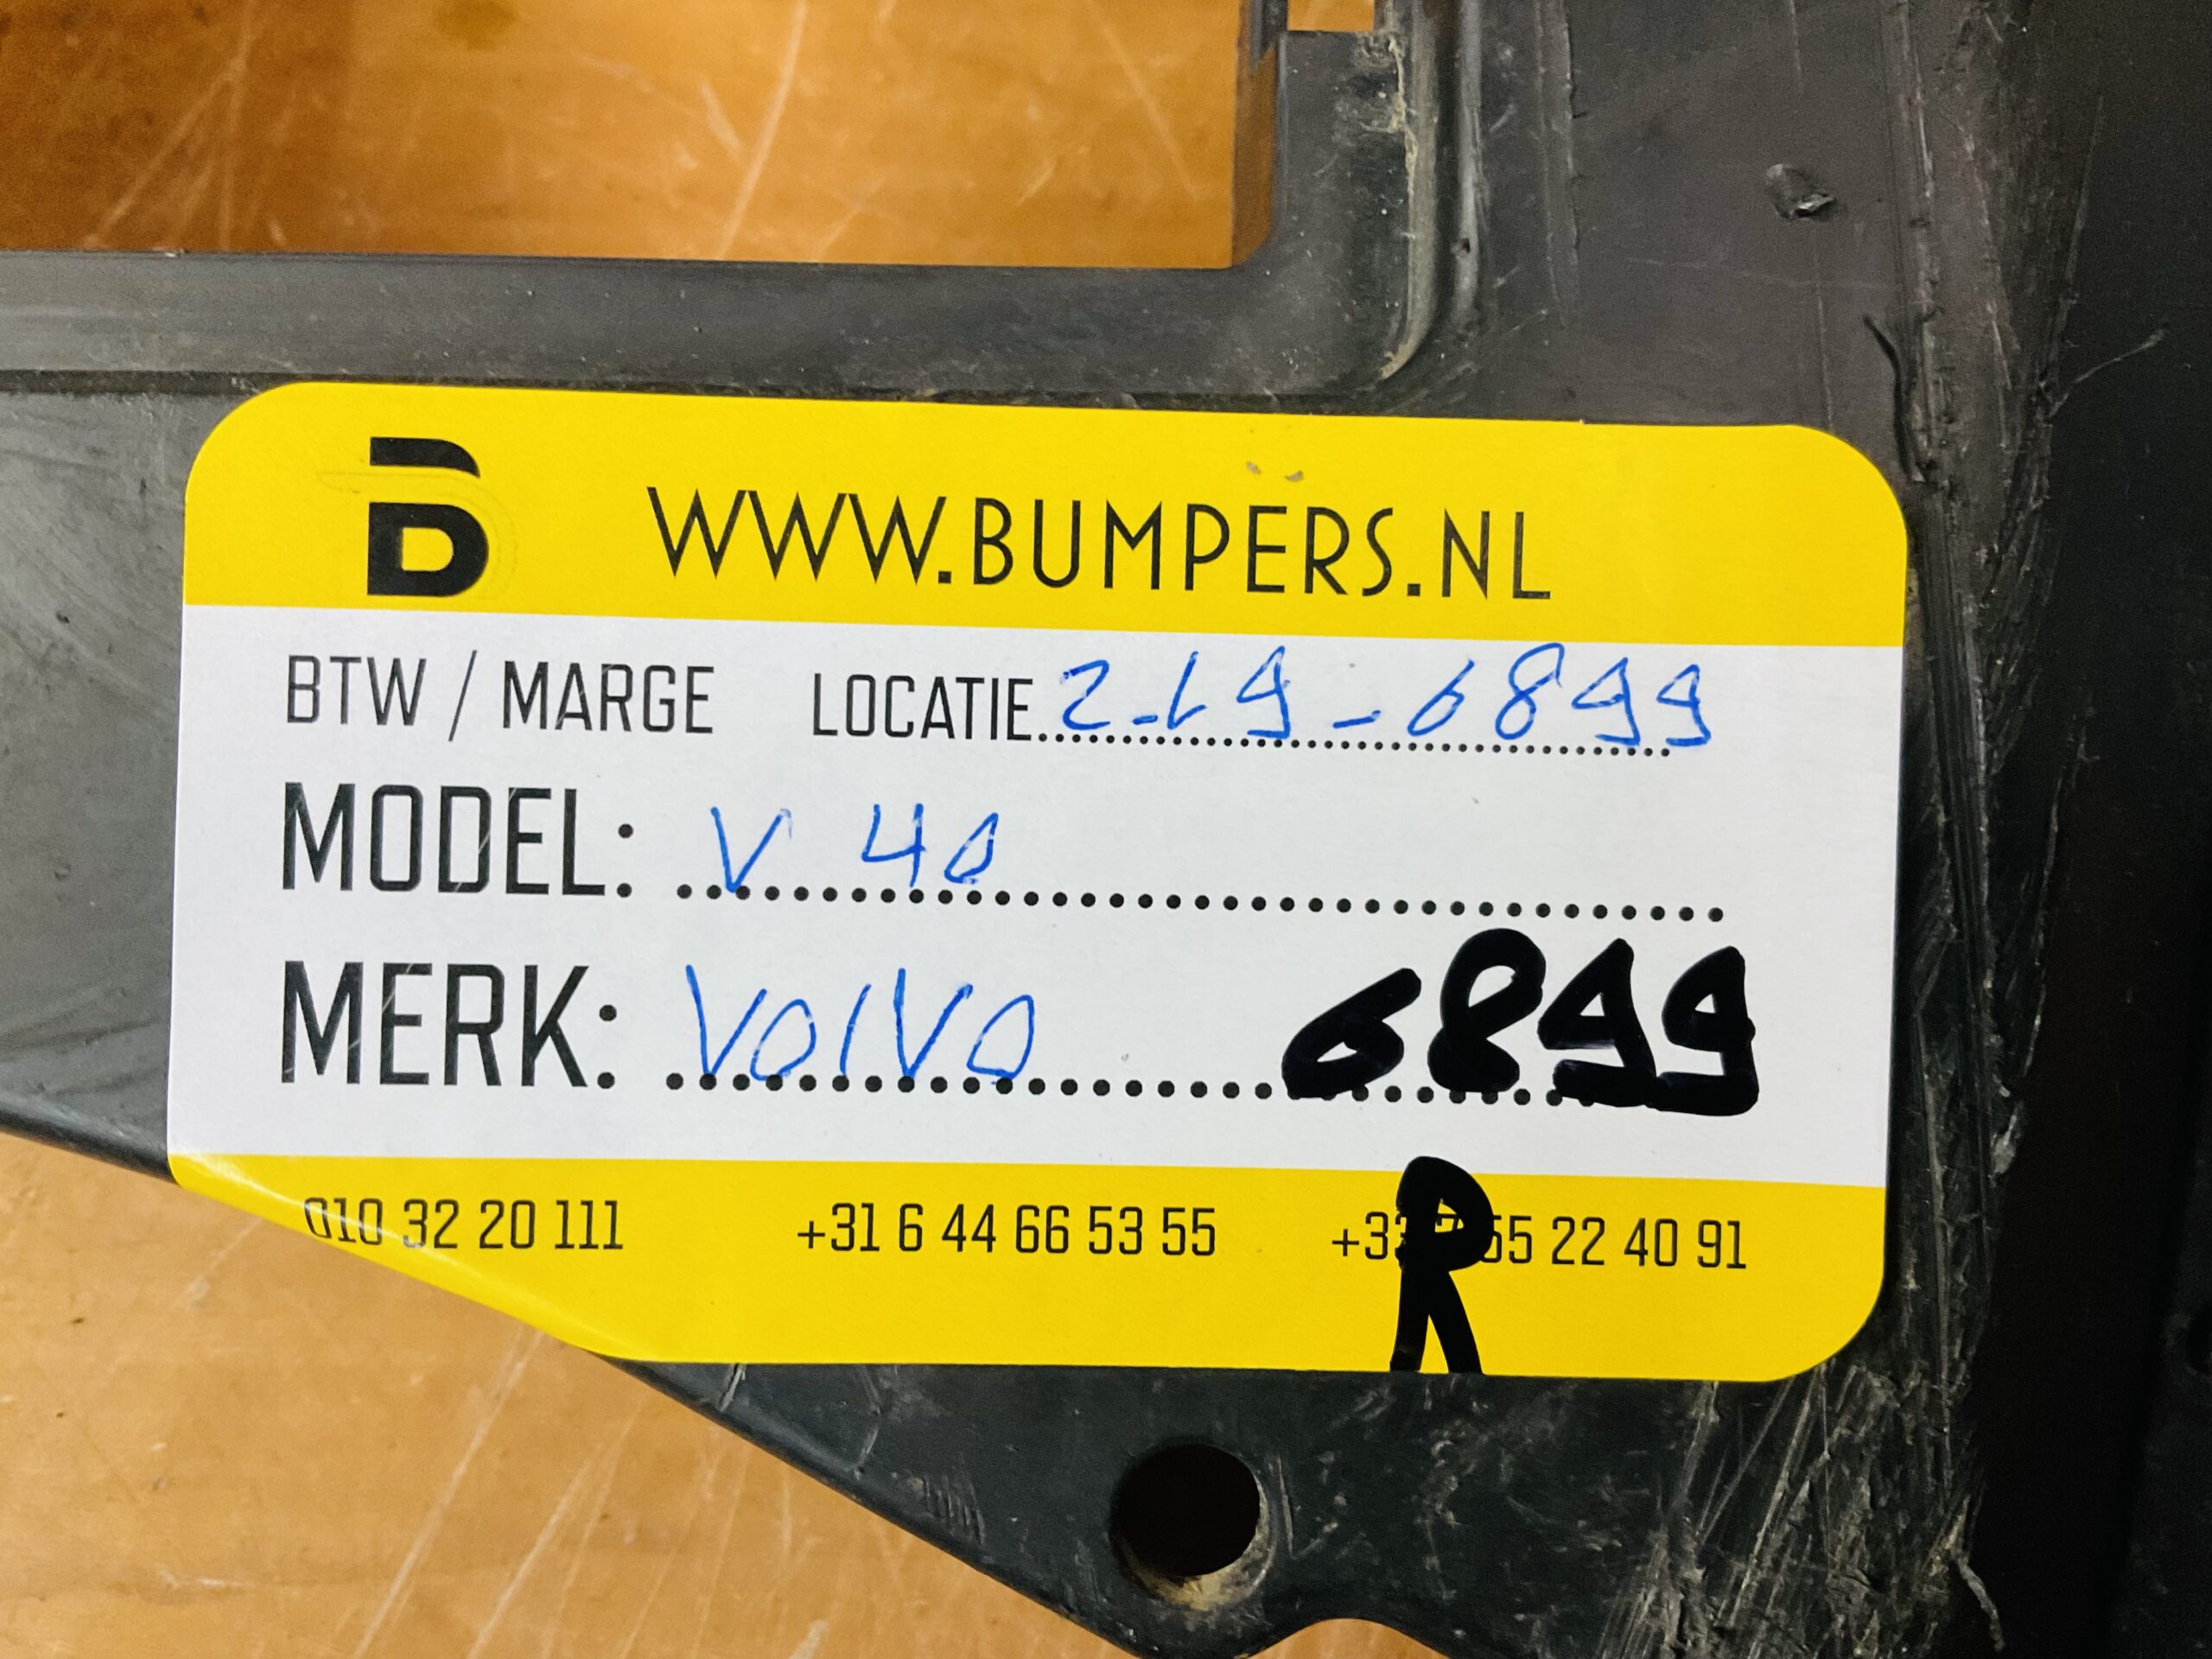 B WWW.BUMPERS.NL
BTW / MARGE LOCATIE 2-L9-6899
MODEL: V 40
MERK: VOLVO 6899
R
010 32 20 111 +31 6 44 66 53 55 55 22 40 91